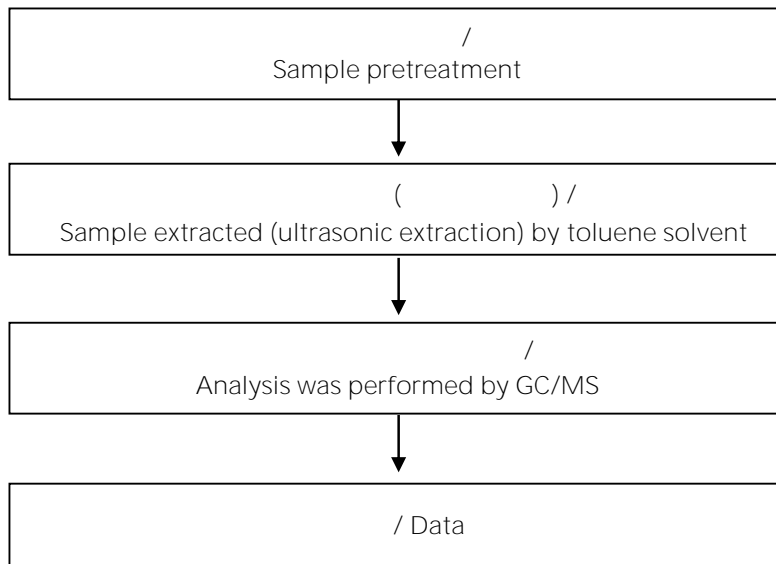 /
Sample pretreatment
( ) /
Sample extracted (ultrasonic extraction) by toluene solvent
/
Analysis was performed by GC/MS
/ Data